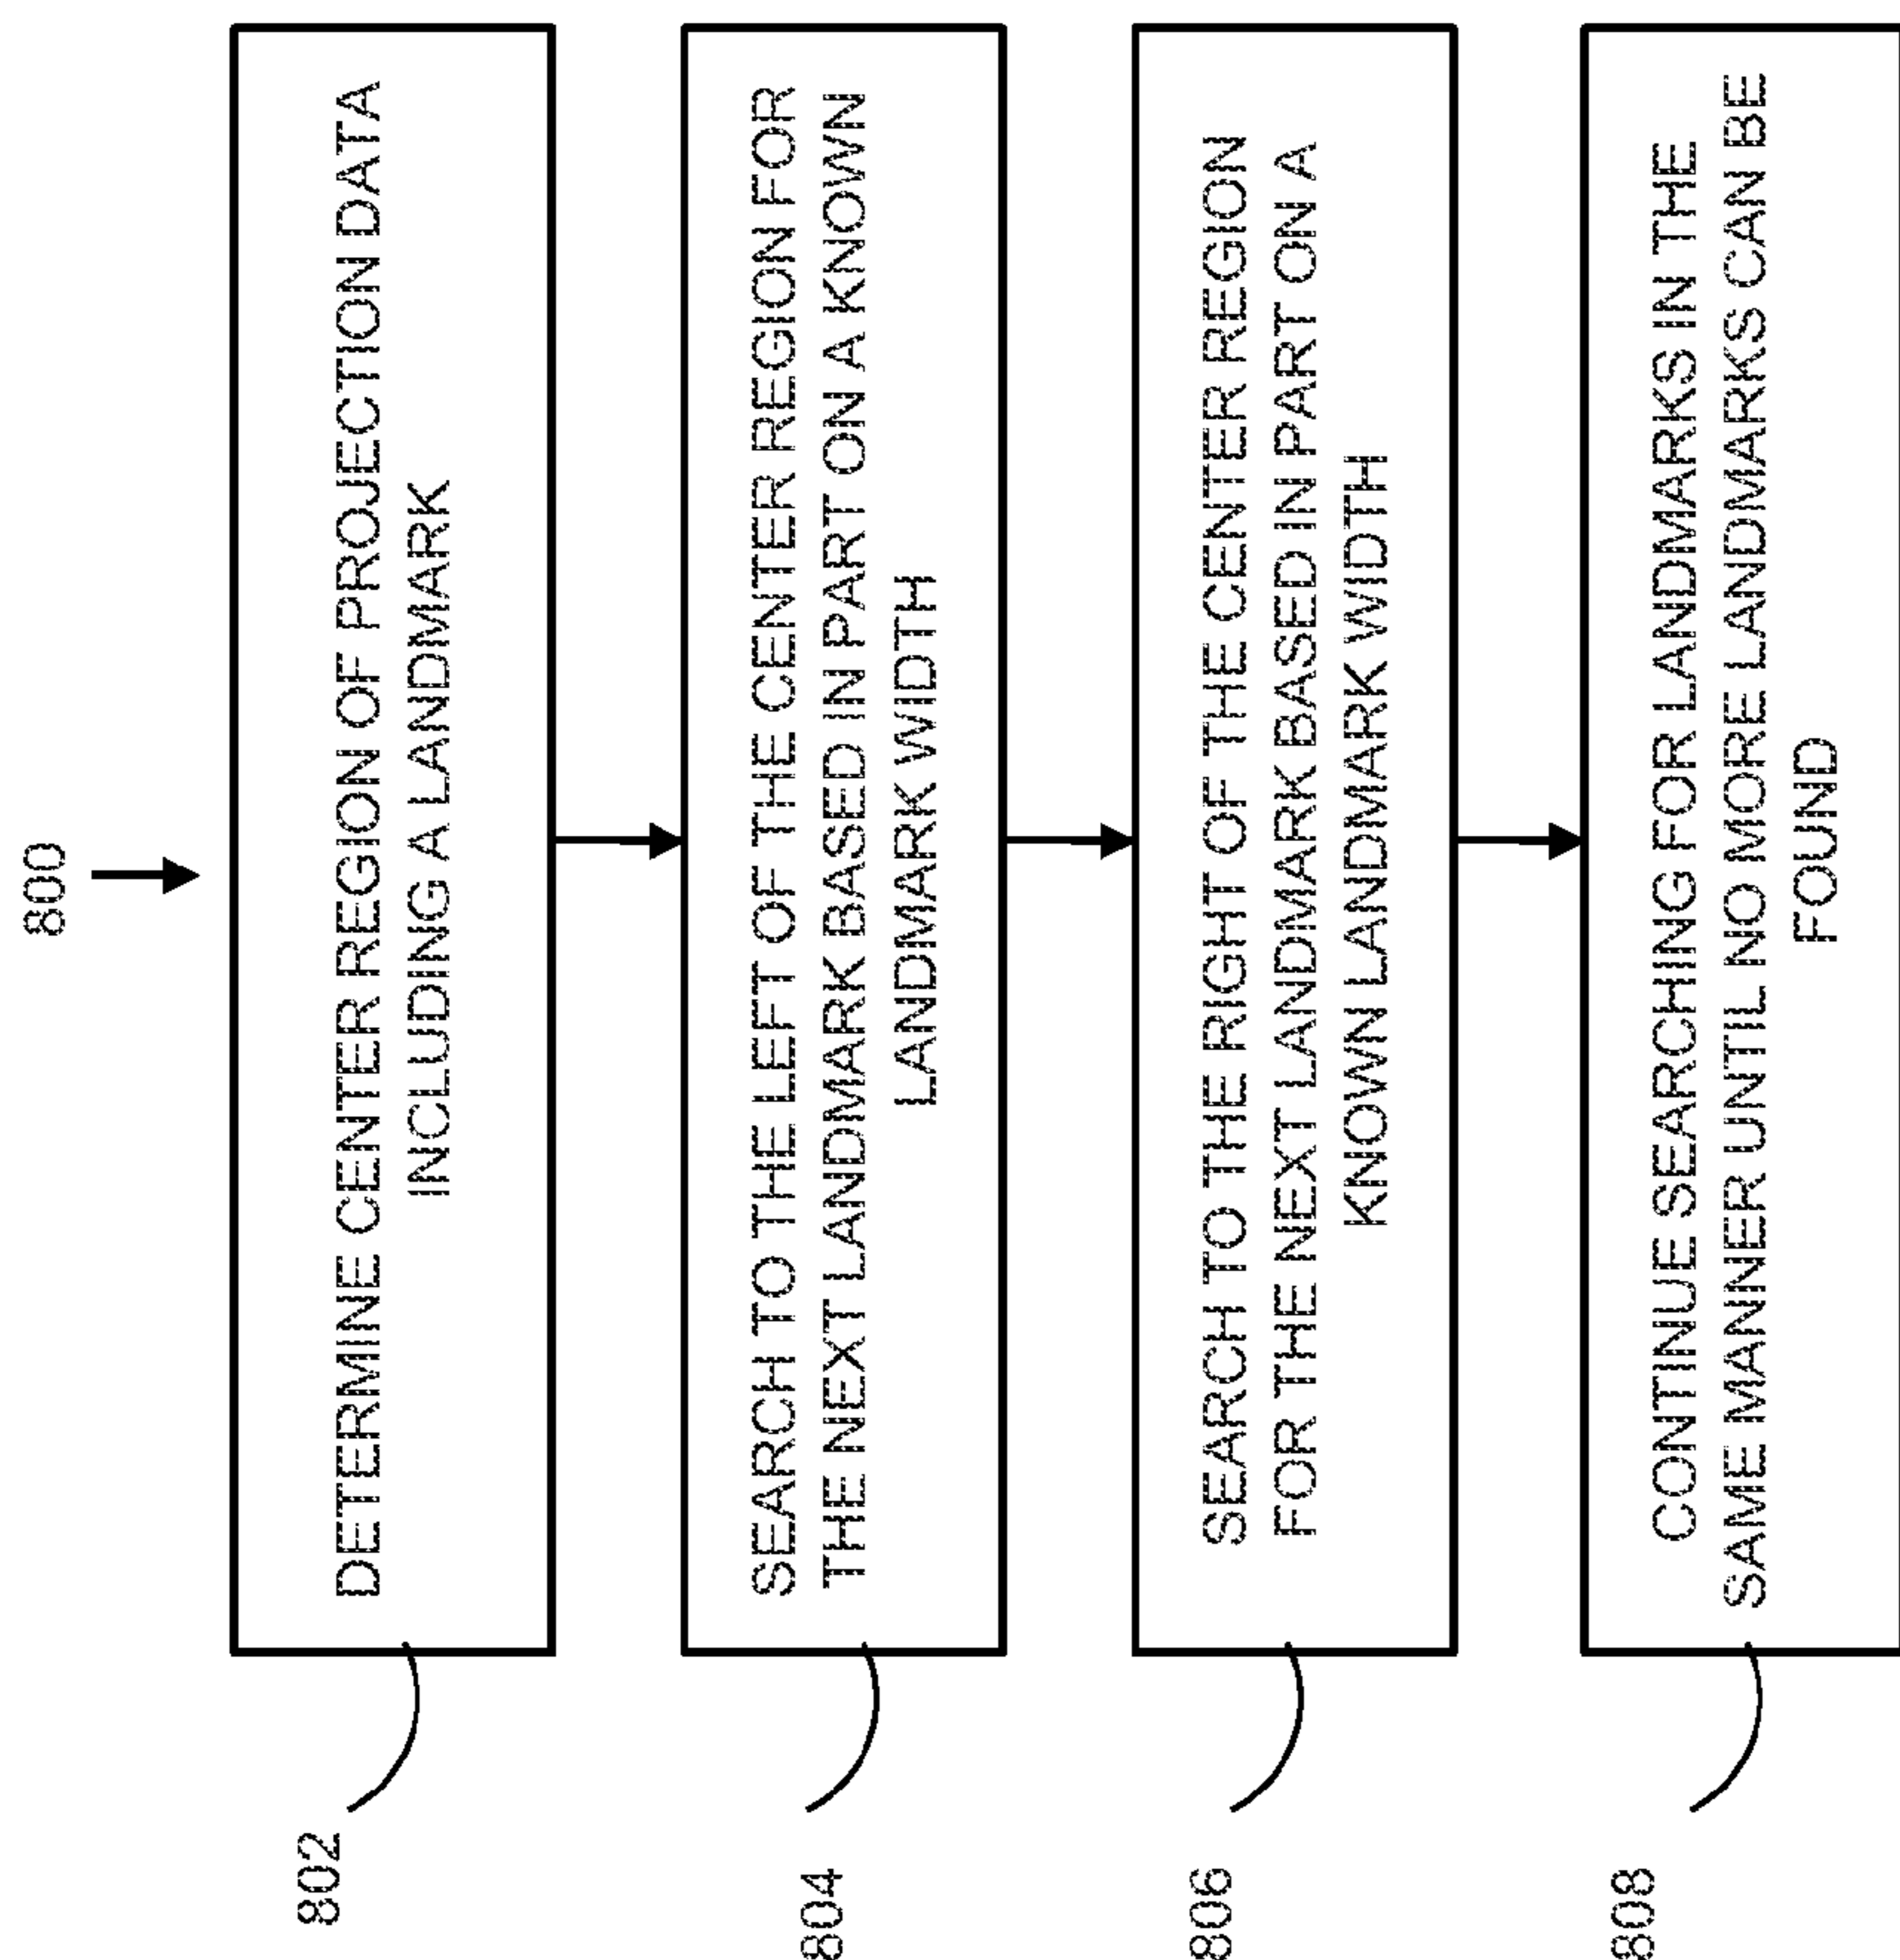 800
802
DETERMINE CENTER REGION OF PROJECTION DATA
INCLUDING A LANDMARK
804
SEARCH TO THE LEFT OF THE CENTER REGION FOR
THE NEXT LANDMARK BASED IN PART ON A KNOWN
LANDMARK WIDTH
806
SEARCH TO THE RIGHT OF THE CENTER REGION
FOR THE NEXT LANDMARK BASED IN PART ON A
KNOWN LANDMARK WIDTH
808
CONTINUE SEARCHING FOR LANDMARKS IN THE
SAME MANNER UNTIL NO MORE LANDMARKS CAN BE
FOUND